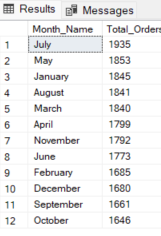 Results Messages
Month_Name Total_Orders
1 July 1935
2 May 1853
3 January 1845
4 August 1841
5 March 1840
6 April 1799
7 November 1792
8 June 1773
9 February 1685
10 December 1680
11 September 1661
12 October 1646